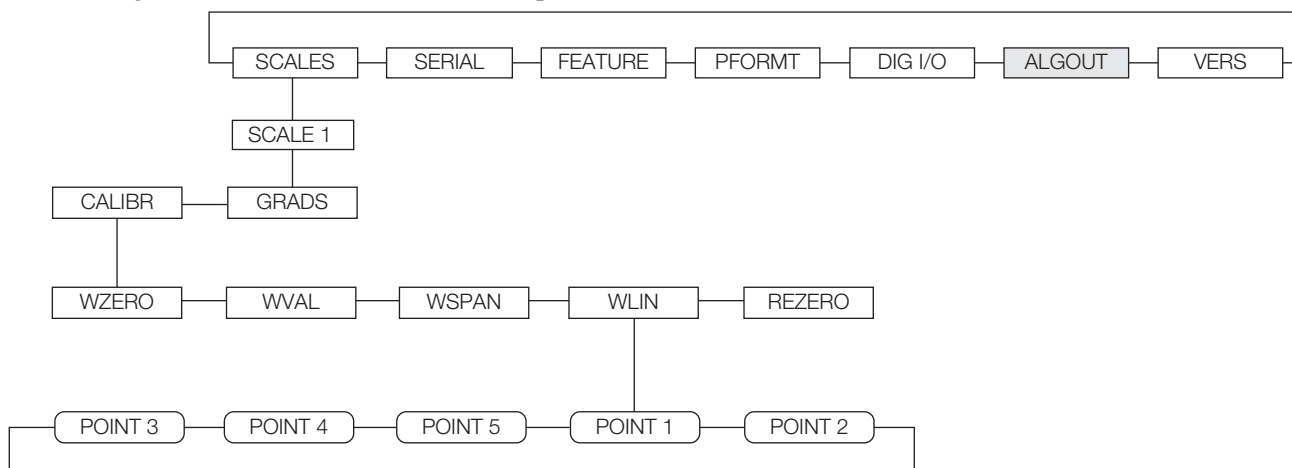 SCALES SERIAL FEATURE PFORMT DIG I/O ALGOUT VERS
SCALE 1
CALIBR GRADS
WZERO WVAL WSPAN WLIN REZERO
POINT 3 POINT 4 POINT 5 POINT 1 POINT 2